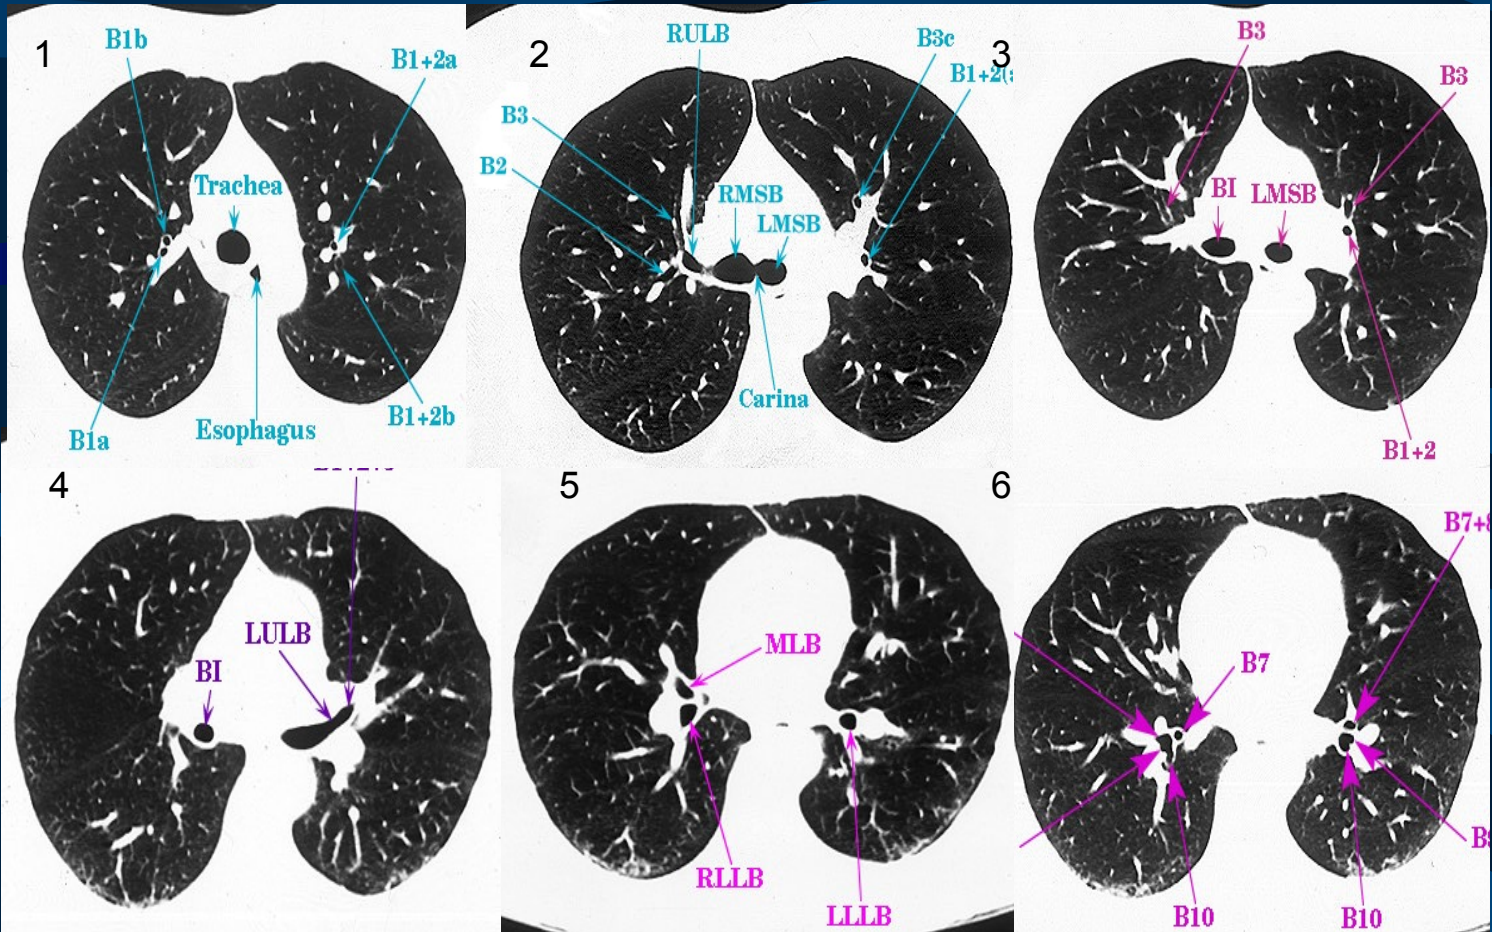 1
B1b
B1+2a
Trachea
B1a
Esophagus
B1+2b
2
RULB
B3c
B3
B2
RMSB
LMSB
Carina
3
B3
B3
BI
LMSB
B1+2
4
LULB
BI
5
MLB
RLLB
LLLB
6
B7
B10
B10